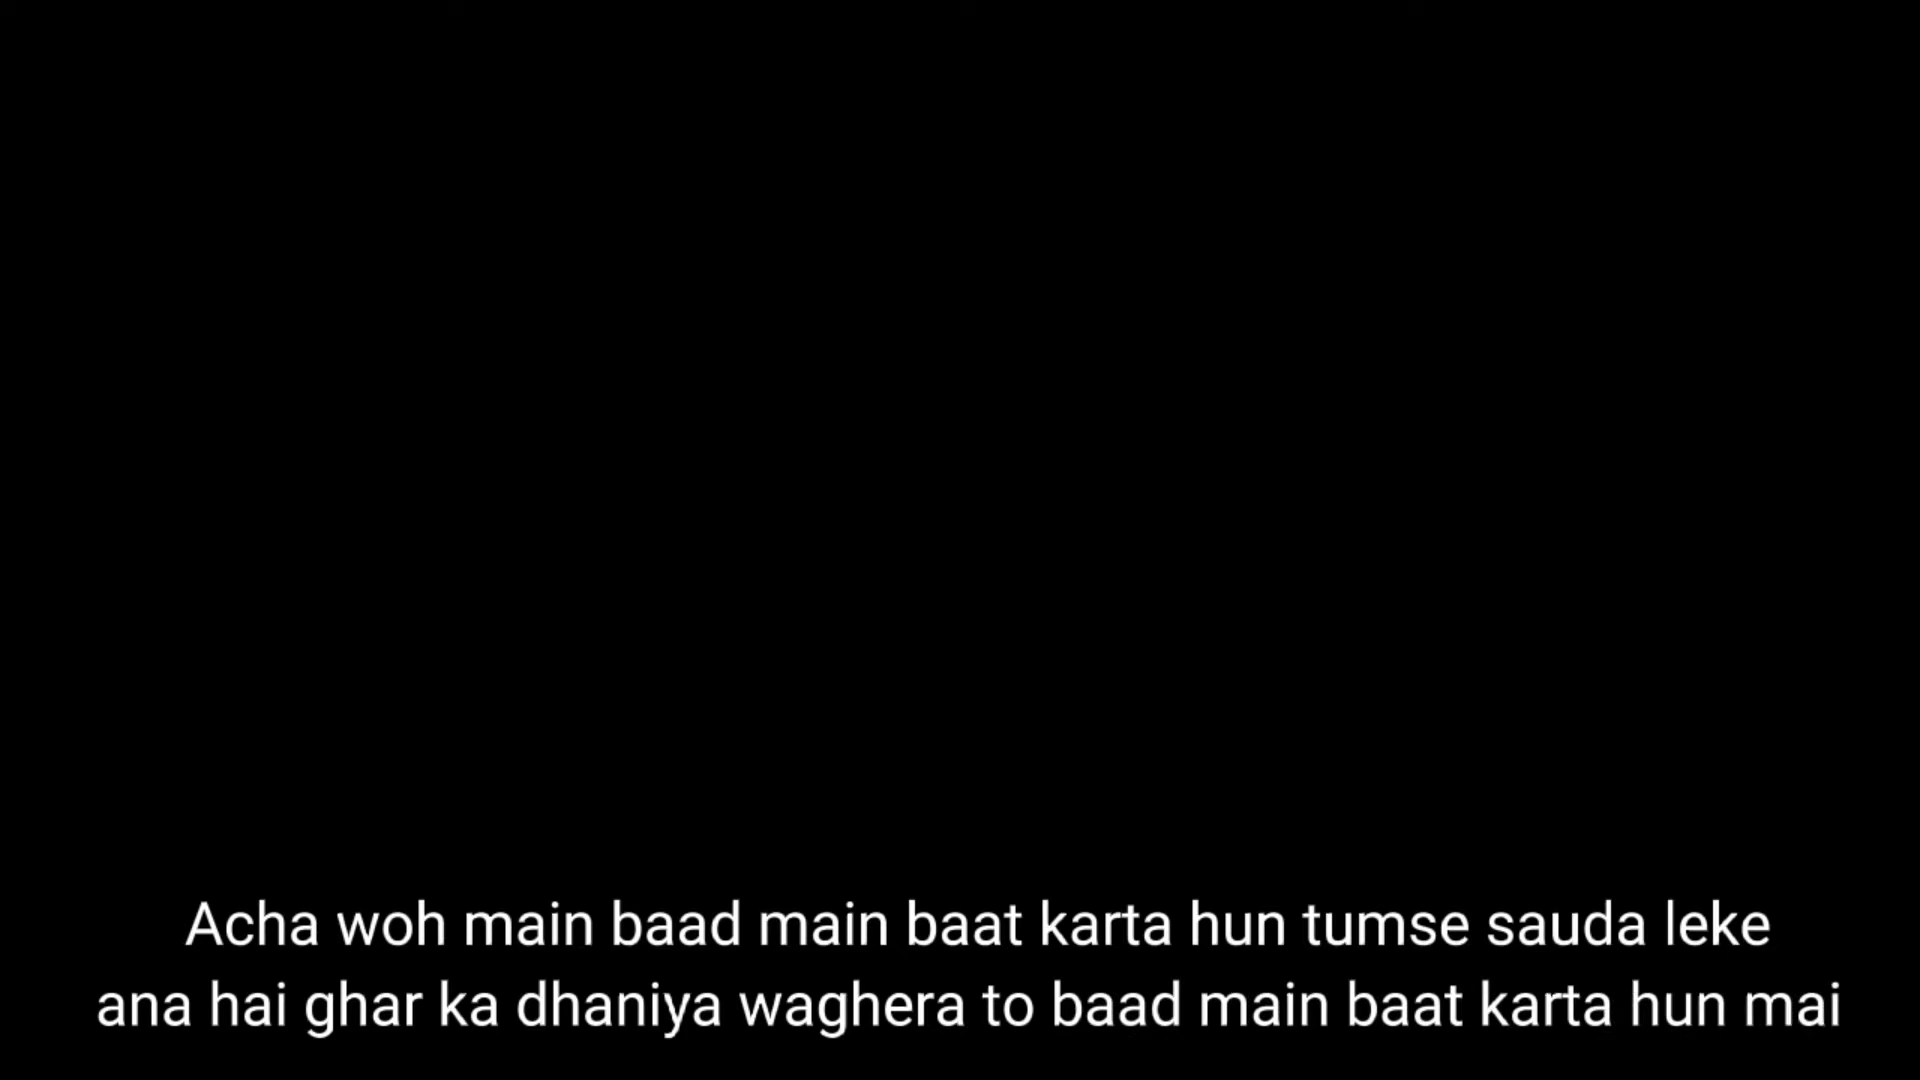 Acha woh main baad main baat karta hun tumse sauda leke
ana hai ghar ka dhaniya waghera to baad main baat karta hun mai